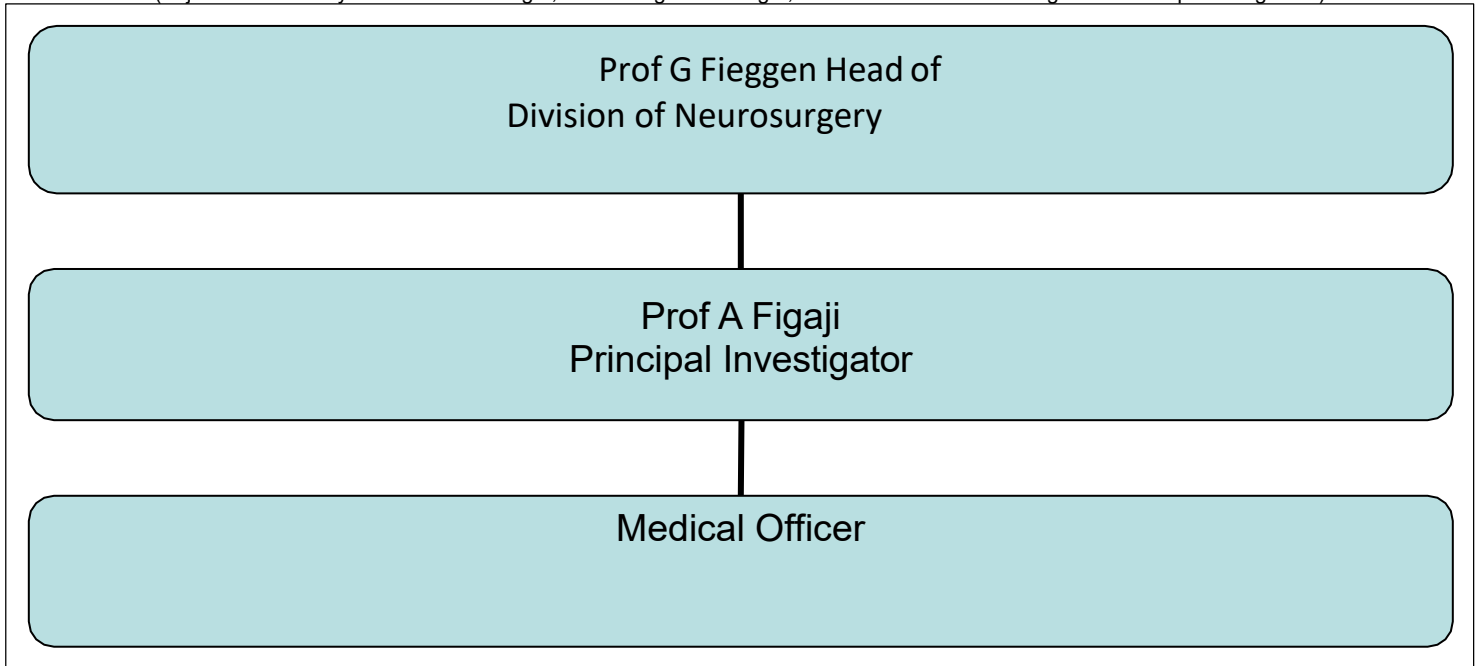 Prof G Fieggen Head of
Division of Neurosurgery
Prof A Figaji
Principal Investigator
Medical Officer